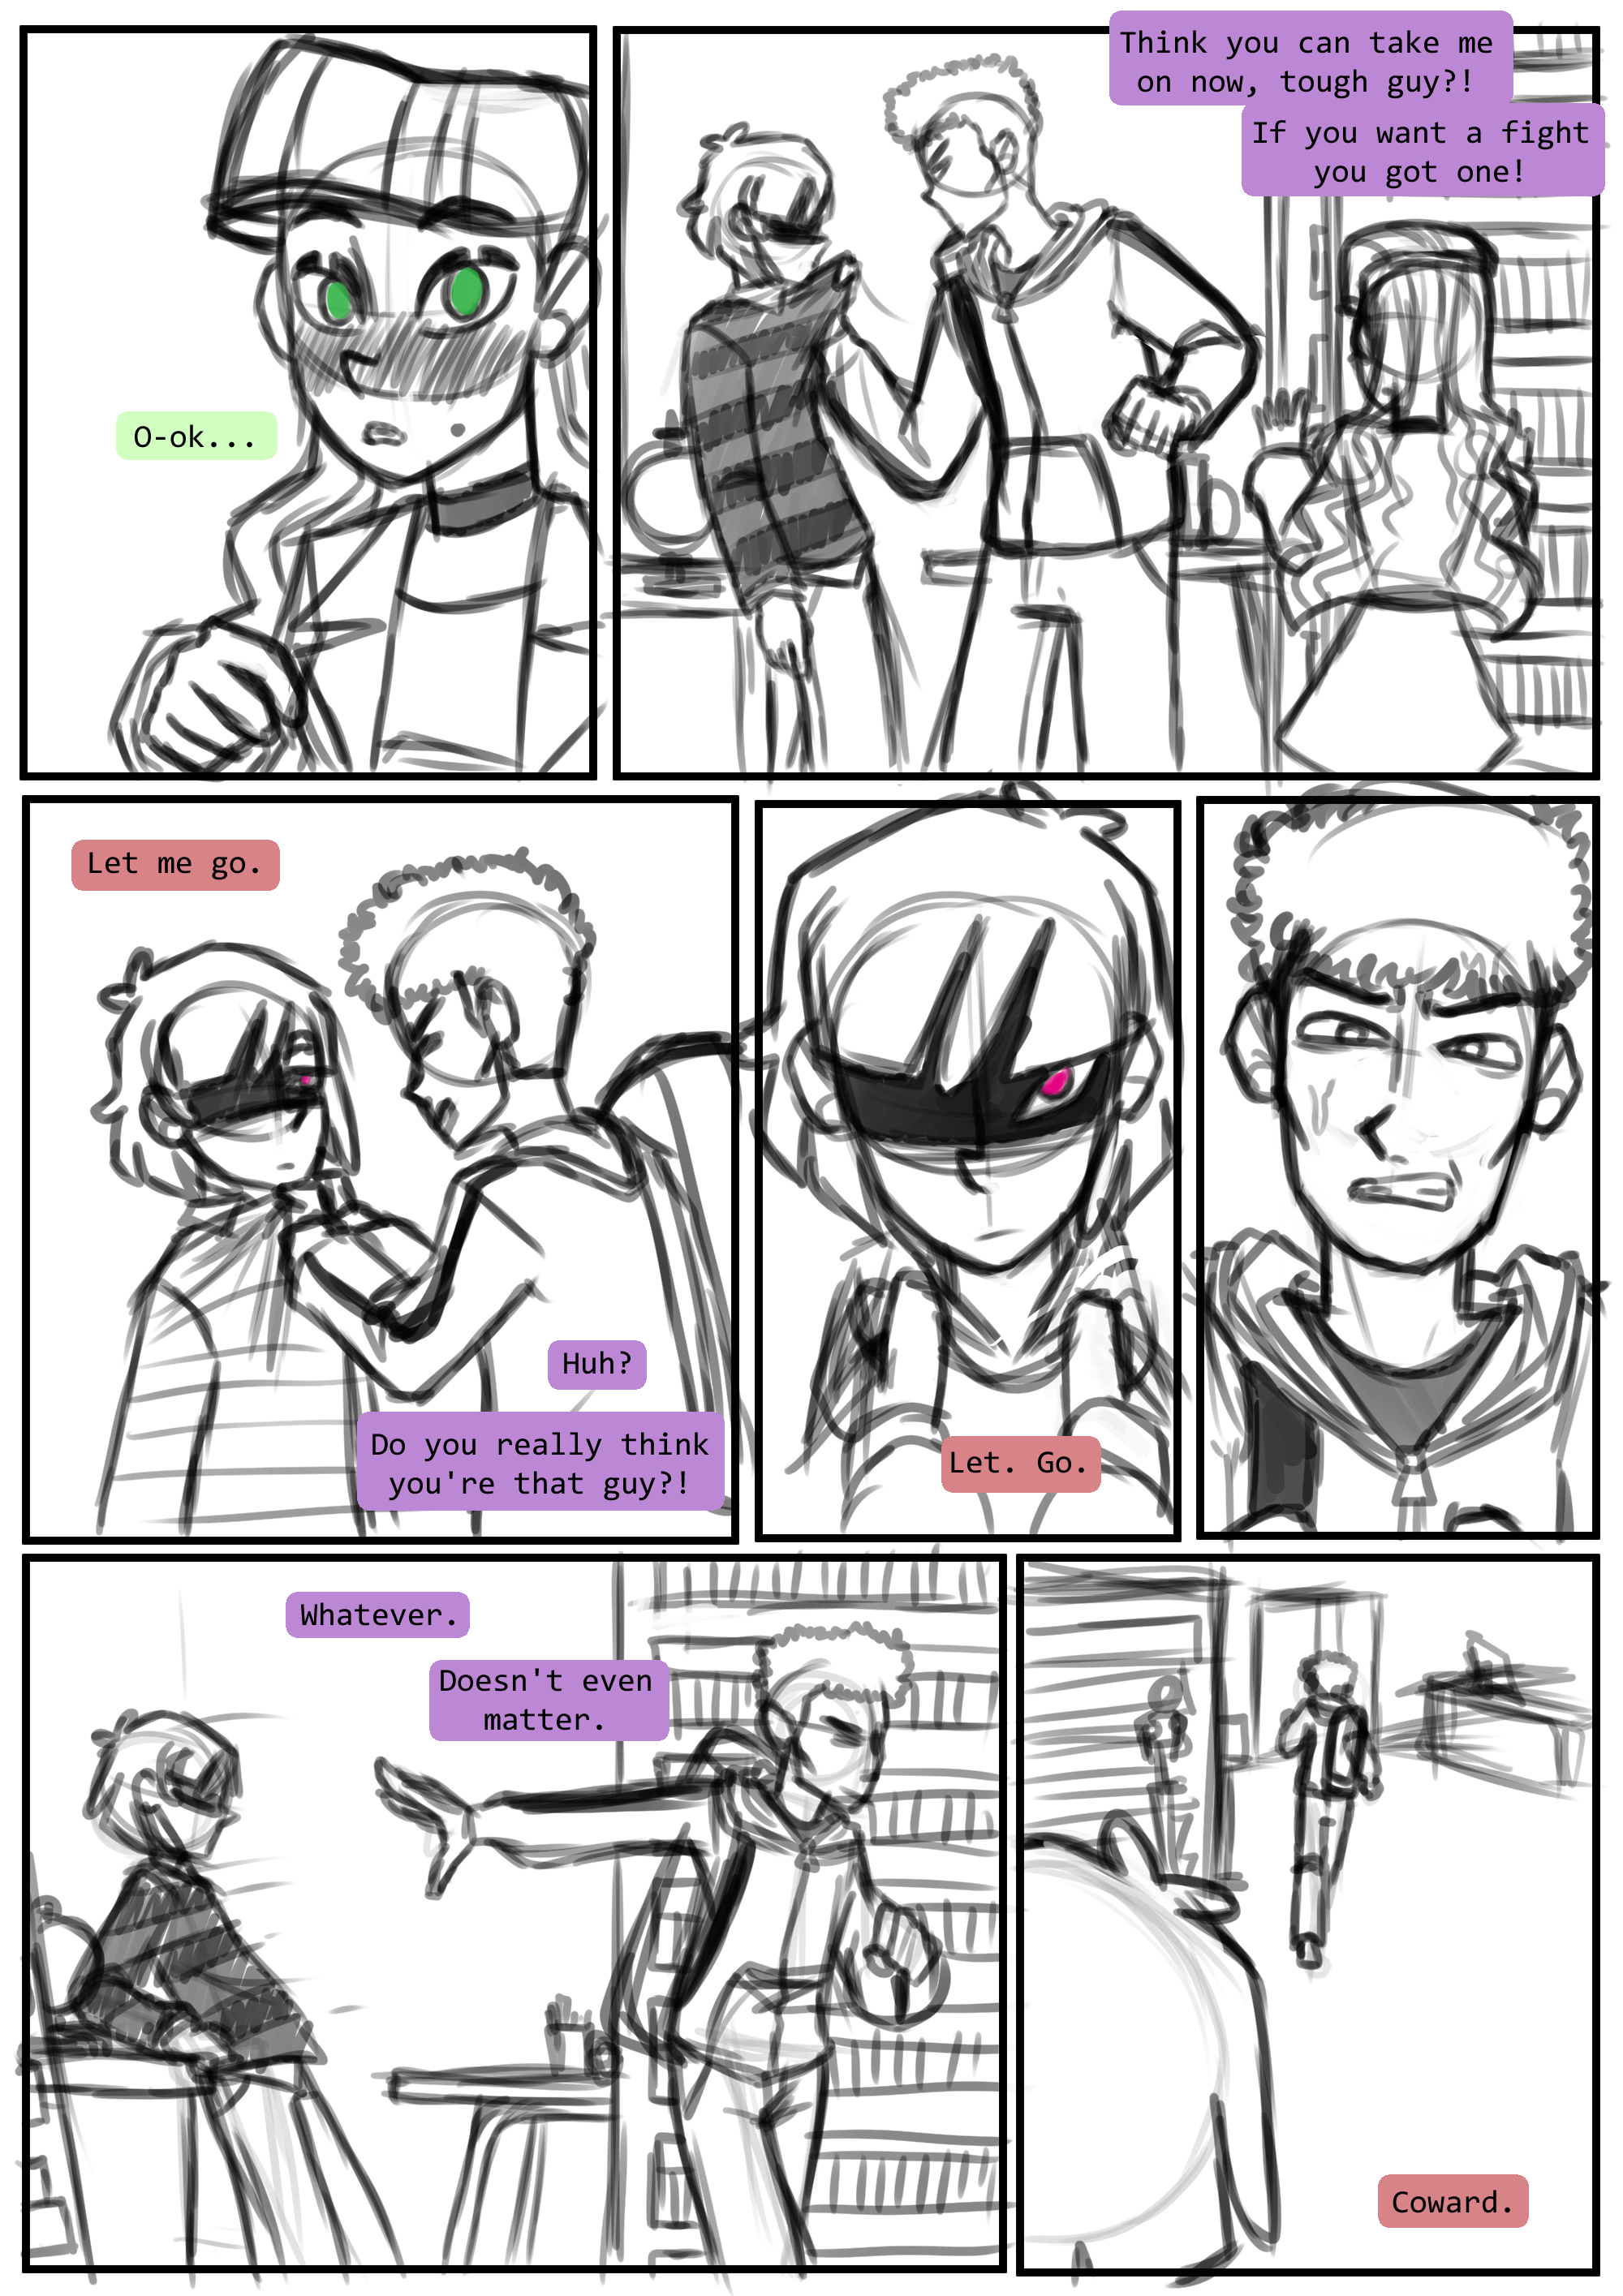 O-ok...
Think you can take me
on now, tough guy?!
If you want a fight
you got one!
Let me go.
Huh?
Do you really think
you're that guy?!
Let. Go.
Whatever.
Doesn't even
matter.
Coward.